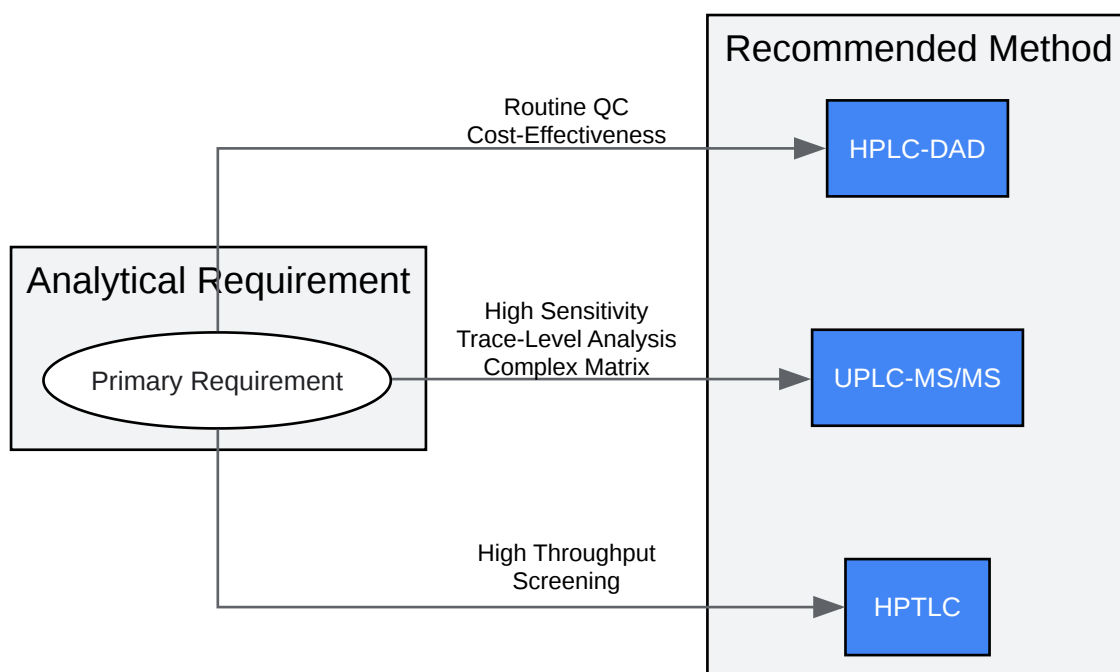 Recommended Method
Routine QC
Cost-Effectiveness
HPLC-DAD
Analytical Requirement
Primary Requirement
High Sensitivity
Trace-Level Analysis
Complex Matrix
UPLC-MS/MS
High Throughput
Screening
HPTLC